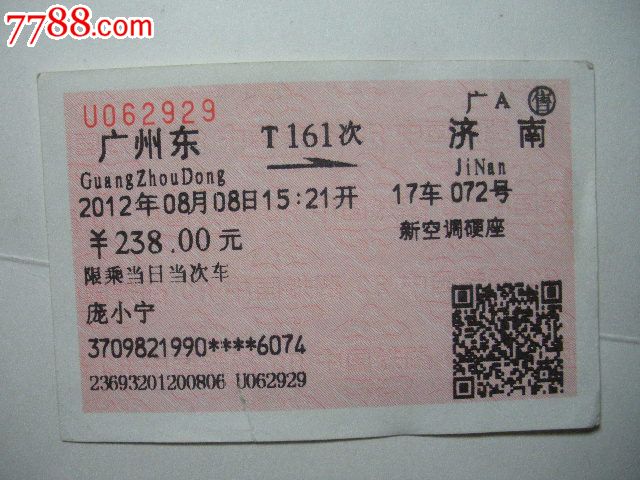 7788.com
U062929
广A 售
广州东 T161次 济南
GuangZhouDong JiNan
2012年08月08日15:21开 17车072号
¥238.00元 新空调硬座
限乘当日当次车
庞小宁
3709821990****6074
23693201200806 U062929